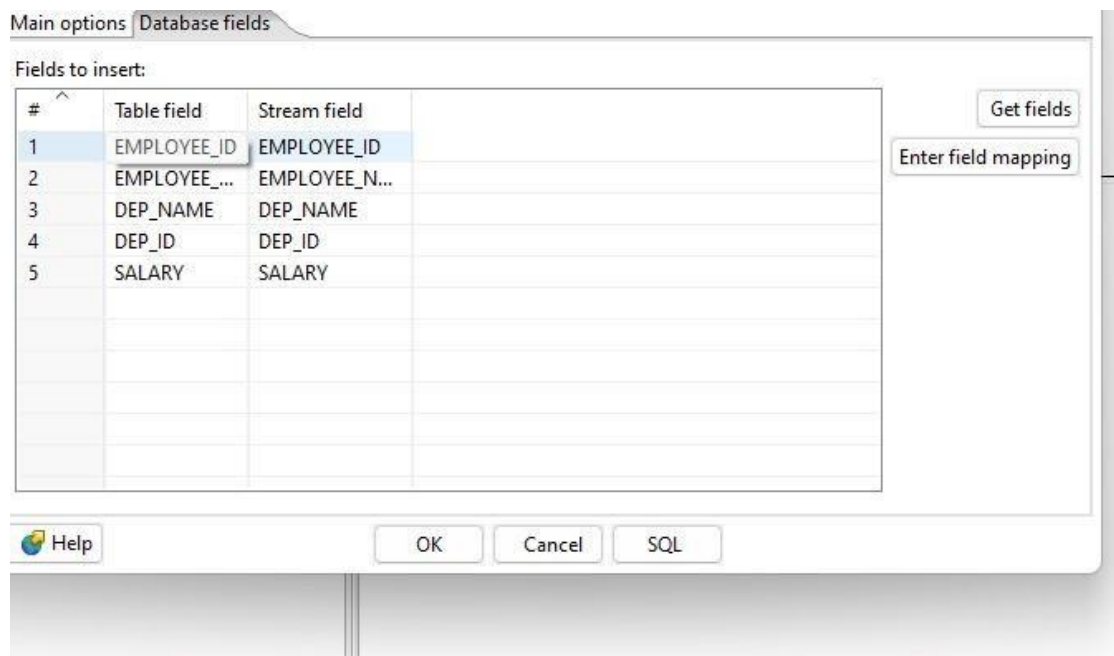 Main options Database fields
Fields to insert:
# Table field Stream field
Get fields
1 EMPLOYEE_ID EMPLOYEE_ID
Enter field mapping
2 EMPLOYEE_... EMPLOYEE_N...
3 DEP_NAME DEP_NAME
4 DEP_ID DEP_ID
5 SALARY SALARY
Help OK Cancel SQL